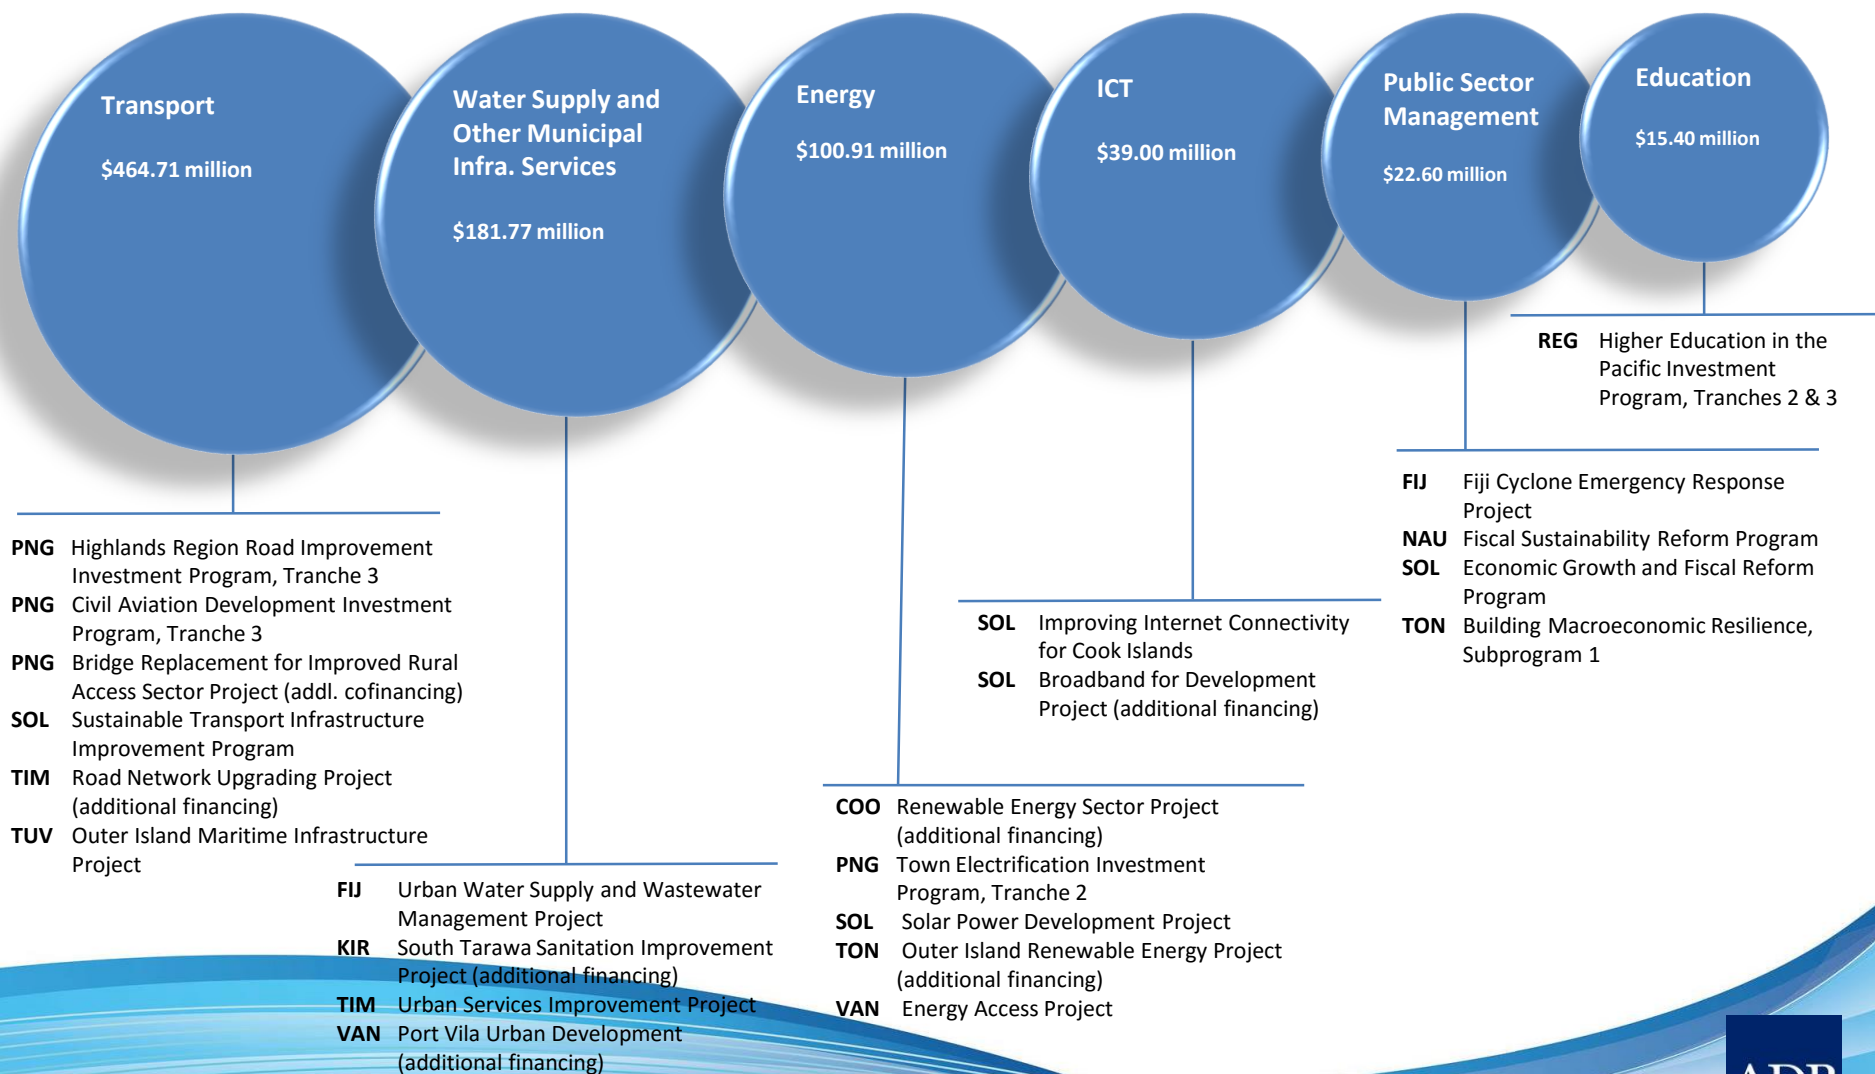 Transport
$464.71 million
Water Supply and
Other Municipal
Infra. Services
$181.77 million
Energy
$100.91 million
ICT
$39.00 million
Public Sector
Management
$22.60 million
Education
$15.40 million
PNG Highlands Region Road Improvement
Investment Program, Tranche 3
PNG Civil Aviation Development Investment
Program, Tranche 3
PNG Bridge Replacement for Improved Rural
Access Sector Project (addl. cofinancing)
SOL Sustainable Transport Infrastructure
Improvement Program
TIM Road Network Upgrading Project
(additional financing)
TUV Outer Island Maritime Infrastructure
Project
FIJ Urban Water Supply and Wastewater
Management Project
KIR South Tarawa Sanitation Improvement
Project (additional financing)
TIM Urban Services Improvement Project
VAN Port Vila Urban Development
(additional financing)
COO Renewable Energy Sector Project
(additional financing)
PNG Town Electrification Investment
Program, Tranche 2
SOL Solar Power Development Project
TON Outer Island Renewable Energy Project
(additional financing)
VAN Energy Access Project
SOL Improving Internet Connectivity
for Cook Islands
SOL Broadband for Development
Project (additional financing)
FIJ Fiji Cyclone Emergency Response
Project
NAU Fiscal Sustainability Reform Program
SOL Economic Growth and Fiscal Reform
Program
TON Building Macroeconomic Resilience,
Subprogram 1
REG Higher Education in the
Pacific Investment
Program, Tranches 2 & 3
ADB